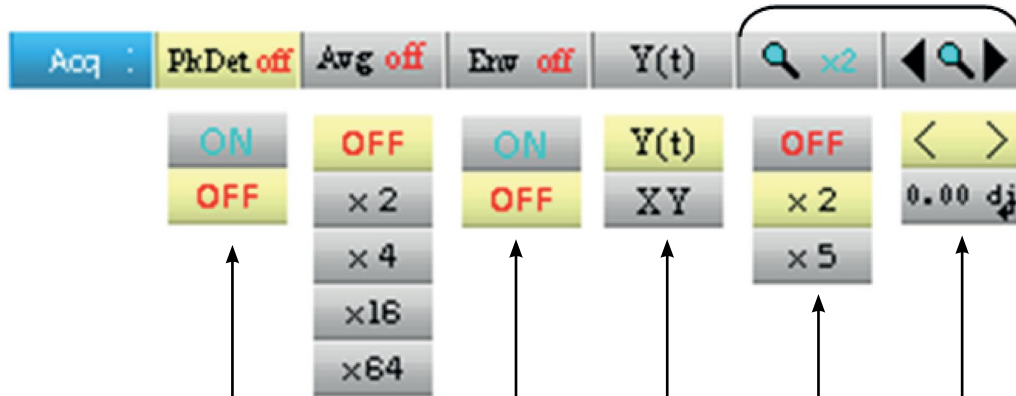 Acq : PkDet off Avg off Env off Y(t) ×2
ON OFF ON Y(t) OFF < >
OFF × 2 OFF XY × 2 0.00 di
× 4 × 5
×16
×64